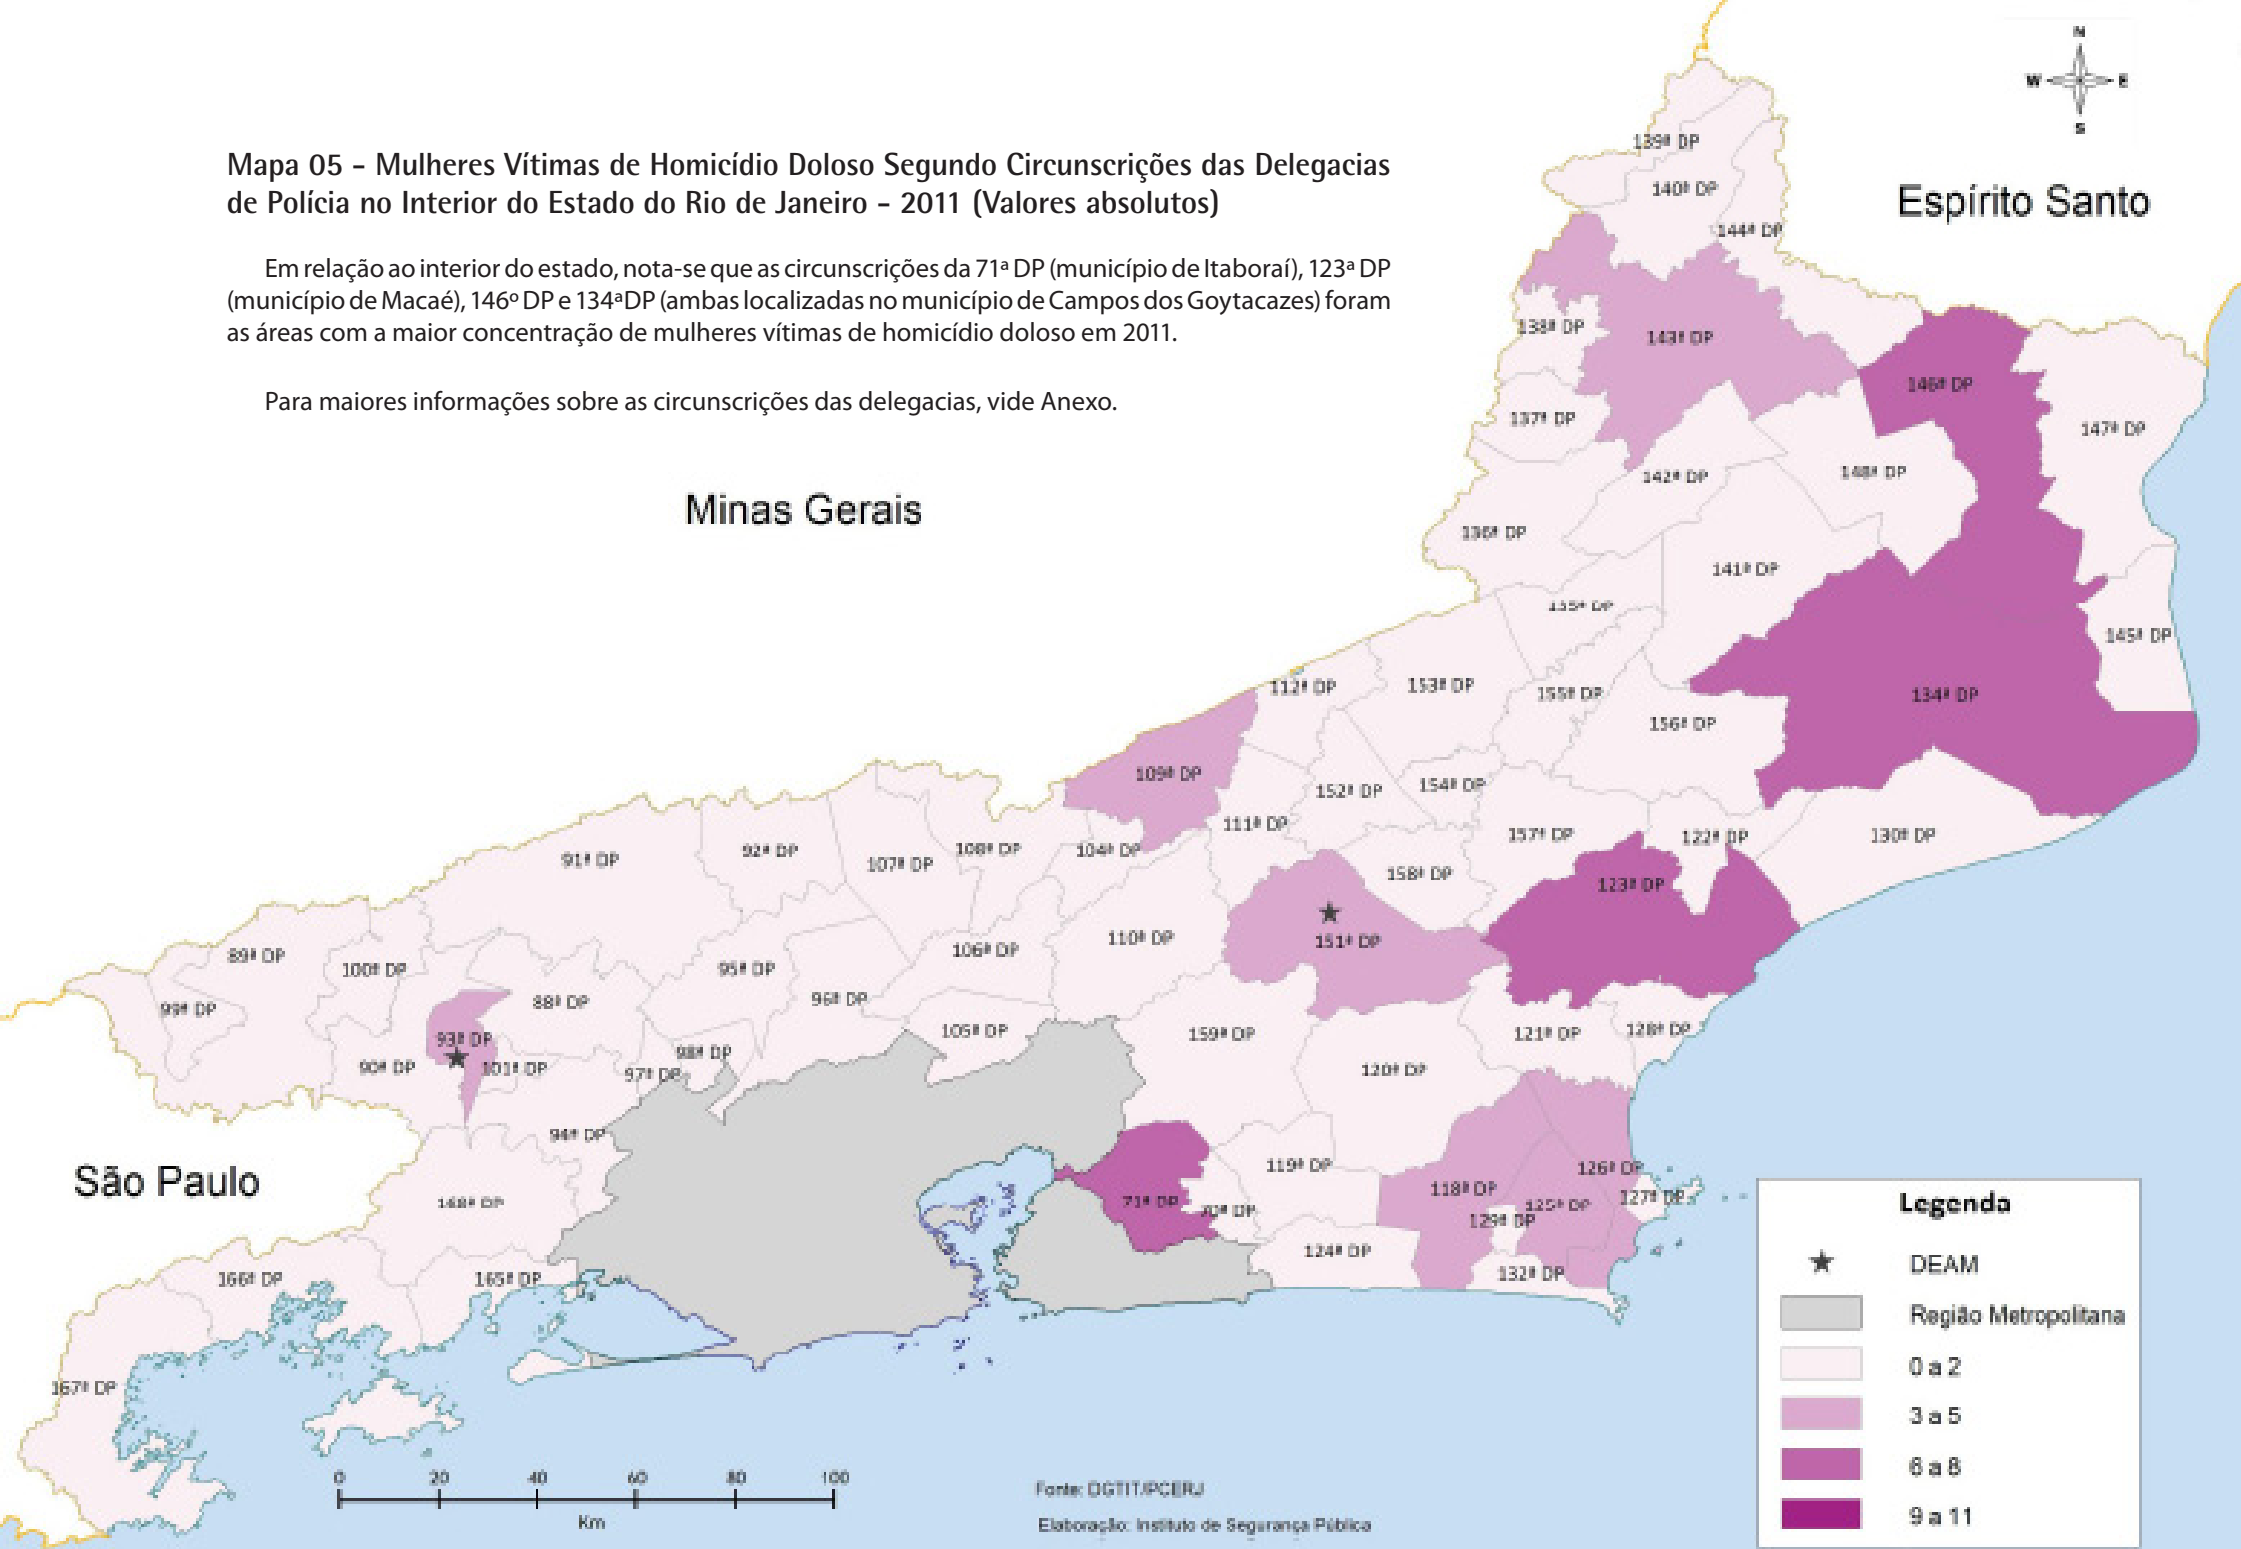 Mapa 05 - Mulheres Vítimas de Homicídio Doloso Segundo Circunscrições das Delegacias
de Polícia no Interior do Estado do Rio de Janeiro - 2011 (Valores absolutos)
Em relação ao interior do estado, nota-se que as circunscrições da 71ª DP (município de Itaboraí), 123ª DP
(município de Macaé), 146º DP e 134ªDP (ambas localizadas no município de Campos dos Goytacazes) foram
as áreas com a maior concentração de mulheres vítimas de homicídio doloso em 2011.
Para maiores informações sobre as circunscrições das delegacias, vide Anexo.
N
W E
S
Espírito Santo
Minas Gerais
São Paulo
139ª DP
140ª DP
144ª DP
138ª DP
143ª DP
146ª DP
137ª DP
147ª DP
142ª DP
148ª DP
136ª DP
141ª DP
135ª DP
145ª DP
112ª DP
153ª DP
155ª DP
134ª DP
156ª DP
109ª DP
152ª DP
154ª DP
111ª DP
157ª DP
122ª DP
130ª DP
91ª DP
92ª DP
107ª DP
108ª DP
104ª DP
158ª DP
123ª DP
110ª DP
151ª DP
89ª DP
100ª DP
95ª DP
106ª DP
99ª DP
88ª DP
96ª DP
93ª DP
105ª DP
159ª DP
121ª DP
128ª DP
90ª DP
101ª DP
98ª DP
97ª DP
120ª DP
94ª DP
119ª DP
126ª DP
168ª DP
71ª DP
70ª DP
118ª DP
125ª DP
127ª DP
129ª DP
124ª DP
132ª DP
166ª DP
165ª DP
167ª DP
0 20 40 60 80 100
Km
Fonte: DGTIT/PCERJ
Elaboração: Instituto de Segurança Pública
Legenda
DEAM
Região Metropolitana
0 a 2
3 a 5
6 a 8
9 a 11